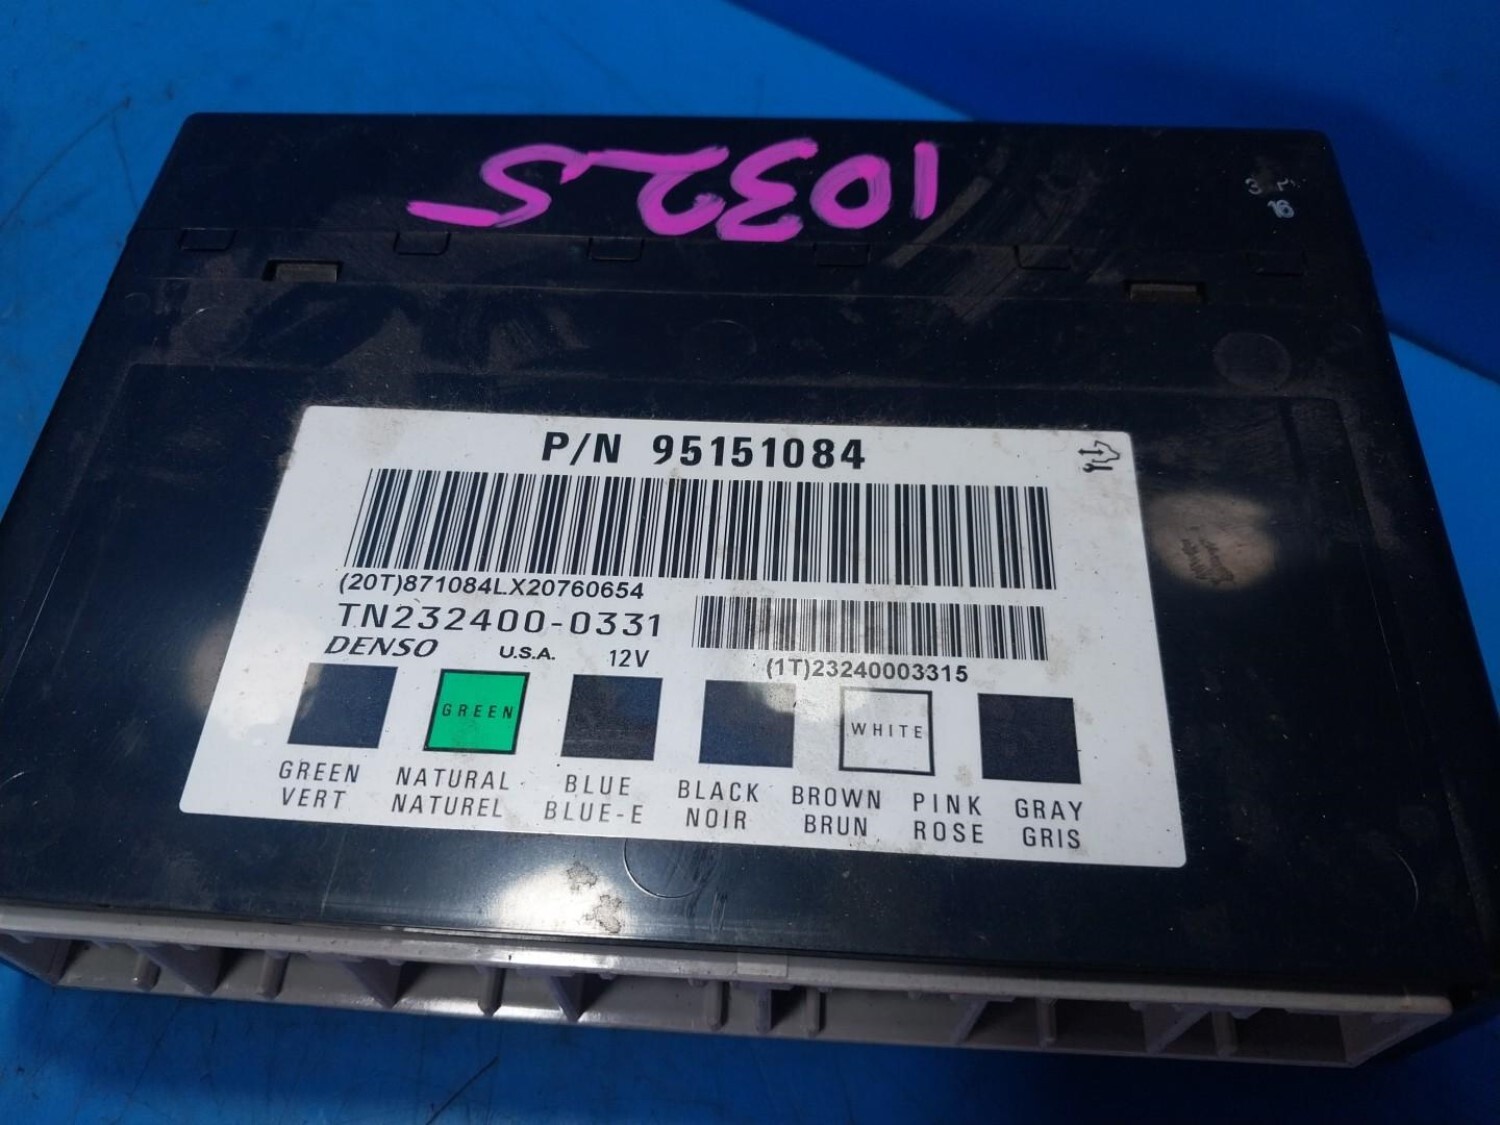 10325
P/N 95151084
(20T)871084LX20760654
TN232400-0331
(1T)23240003315
DENSO U.S.A. 12V
GREEN WHITE
GREEN NATURAL BLUE BLACK BROWN PINK GRAY
VERT NATUREL BLUE-E NOIR BRUN ROSE GRIS